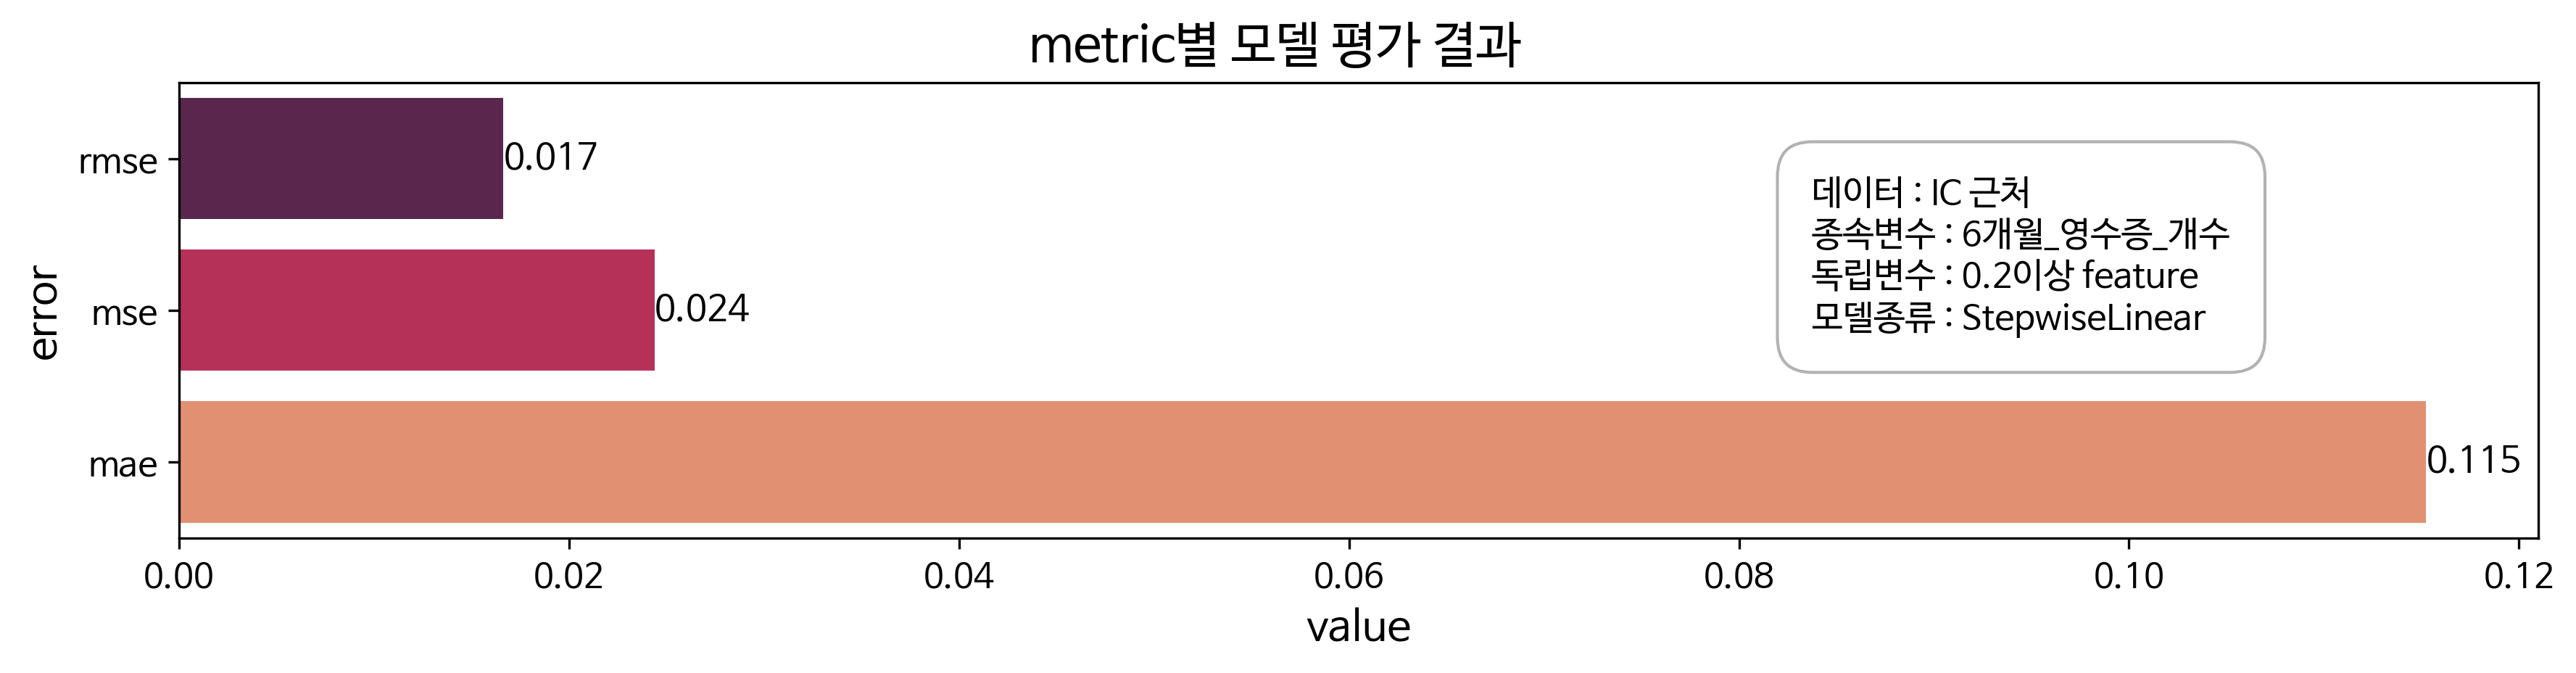 metric별 모델 평가 결과
error
rmse
0.017
mse
0.024
mae
0.115
데이터 : IC 근처
종속변수 : 6개월_영수증_개수
독립변수 : 0.2이상 feature
모델종류 : StepwiseLinear
0.00 0.02 0.04 0.06 0.08 0.10 0.12
value